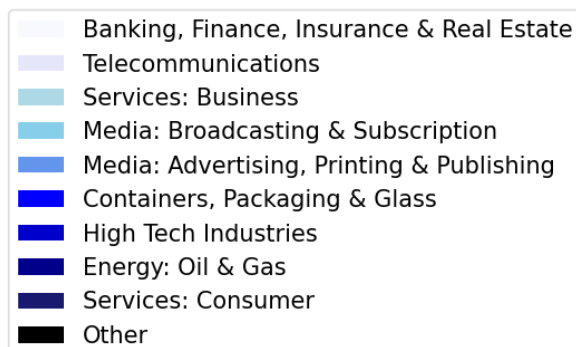 Banking, Finance, Insurance & Real Estate
Telecommunications
Services: Business
Media: Broadcasting & Subscription
Media: Advertising, Printing & Publishing
Containers, Packaging & Glass
High Tech Industries
Energy: Oil & Gas
Services: Consumer
Other